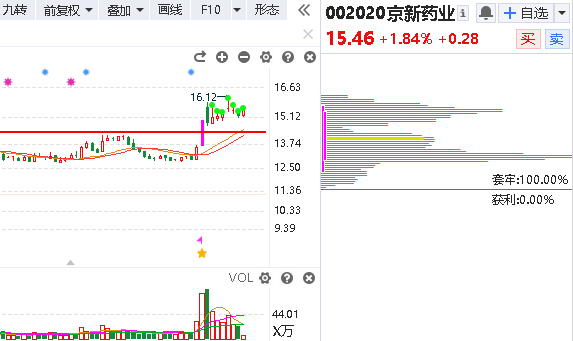 九转 前复权 叠加 画线 F10 形态
002020京新药业 自选
15.46 +1.84% +0.28 买 卖
16.63
16.12
15.12
13.74
12.50
11.36
10.33
9.39
套牢:100.00%
获利:0.00%
VOL
44.01
X万